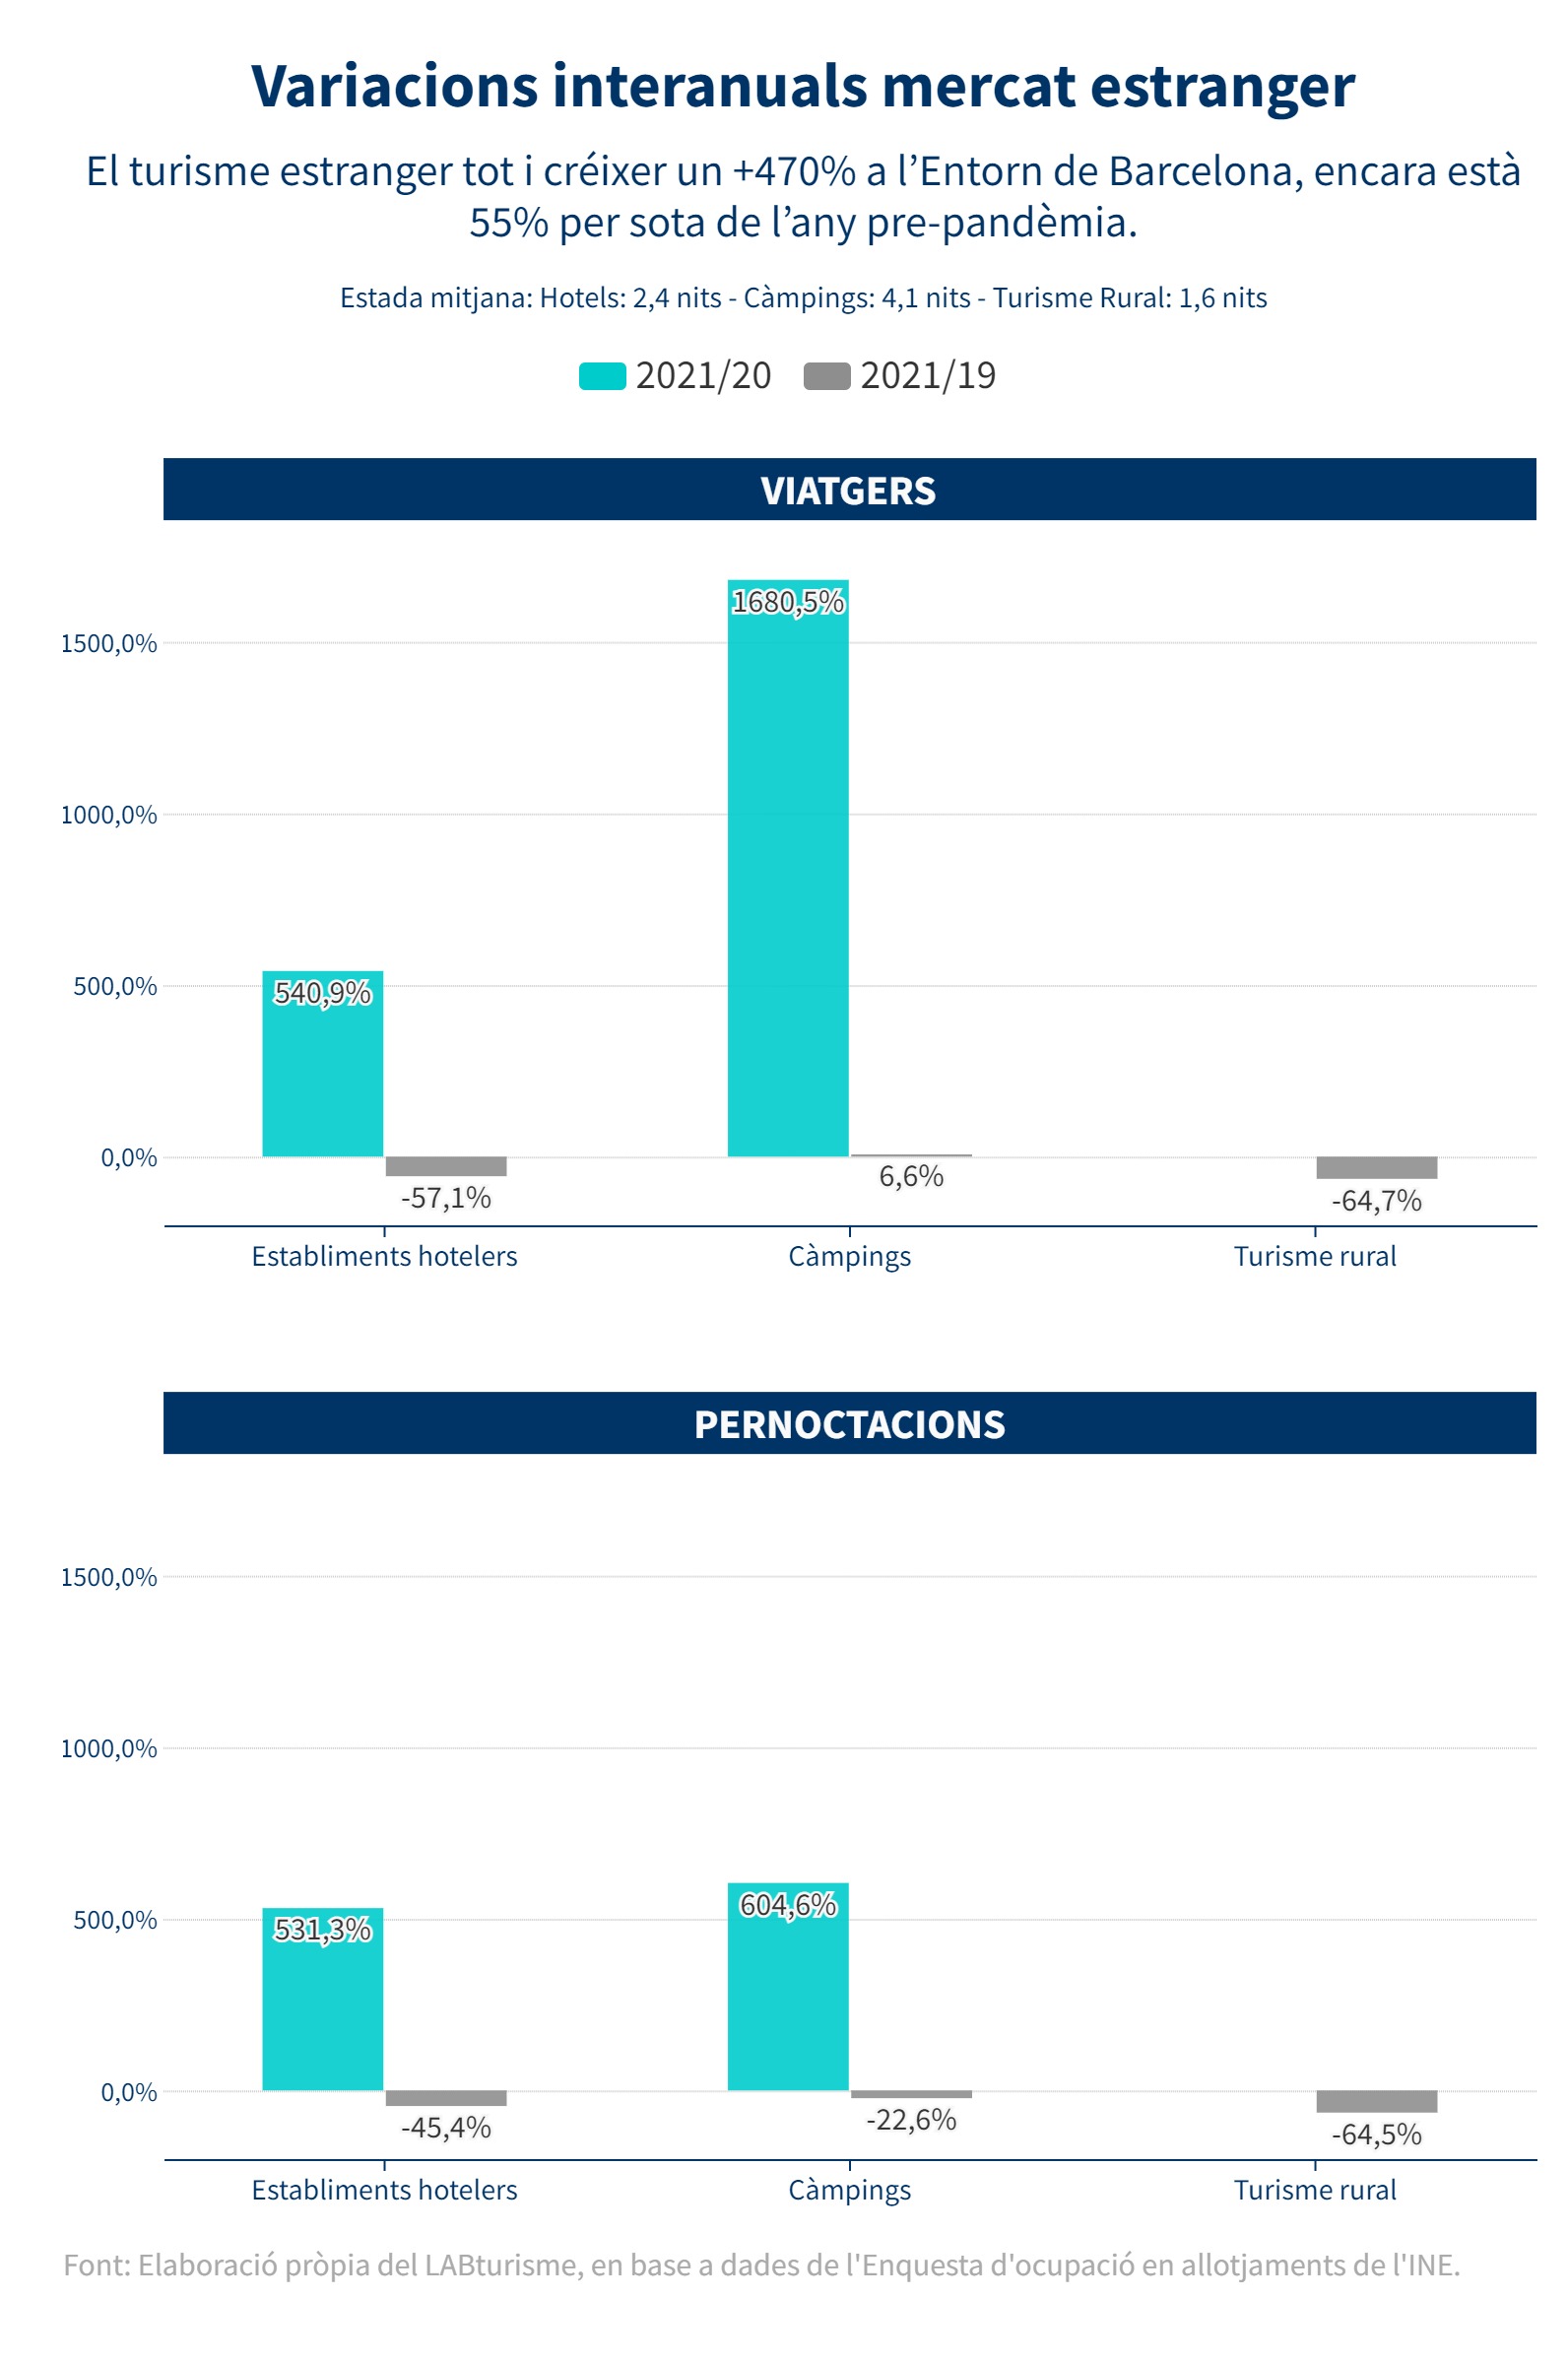 Variacions interanuals mercat estranger
El turisme estranger tot i créixer un +470% a l’Entorn de Barcelona, encara està
55% per sota de l’any pre-pandèmia.
Estada mitjana: Hotels: 2,4 nits - Càmpings: 4,1 nits - Turisme Rural: 1,6 nits
2021/20 2021/19
VIATGERS
1680,5%
1500,0%
1000,0%
500,0%
540,9%
0,0%
-57,1%
6,6%
-64,7%
Establiments hotelers Càmpings Turisme rural
PERNOCTACIONS
1500,0%
1000,0%
604,6%
500,0%
531,3%
0,0%
-45,4%
-22,6%
-64,5%
Establiments hotelers Càmpings Turisme rural
Font: Elaboració pròpia del LABturisme, en base a dades de l'Enquesta d'ocupació en allotjaments de l'INE.